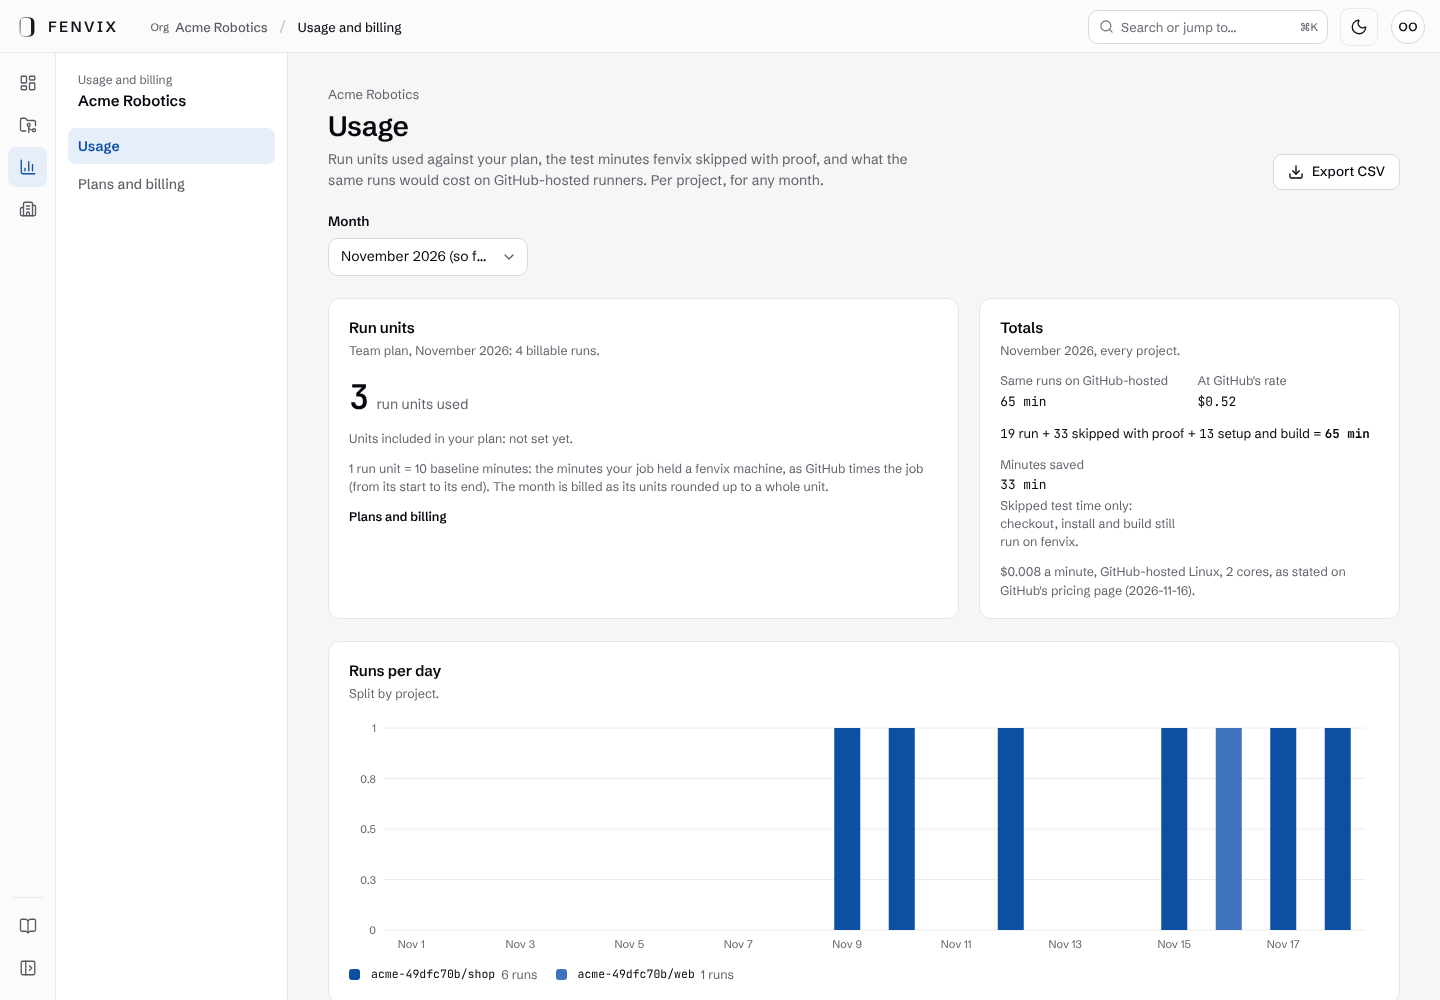 FENVIX
Org Acme Robotics / Usage and billing
Search or jump to... ⌘K
OO
Usage and billing
Acme Robotics
Usage
Plans and billing
Acme Robotics
Usage
Run units used against your plan, the test minutes fenvix skipped with proof, and what the
same runs would cost on GitHub-hosted runners. Per project, for any month.
Export CSV
Month
November 2026 (so f...
Run units
Team plan, November 2026: 4 billable runs.
3 run units used
Units included in your plan: not set yet.
1 run unit = 10 baseline minutes: the minutes your job held a fenvix machine, as GitHub times the job
(from its start to its end). The month is billed as its units rounded up to a whole unit.
Plans and billing
Totals
November 2026, every project.
Same runs on GitHub-hosted
65 min
At GitHub's rate
$0.52
19 run + 33 skipped with proof + 13 setup and build = 65 min
Minutes saved
33 min
Skipped test time only:
checkout, install and build still
run on fenvix.
$0.008 a minute, GitHub-hosted Linux, 2 cores, as stated on
GitHub's pricing page (2026-11-16).
Runs per day
Split by project.
1
0.8
0.5
0.3
0
Nov 1 Nov 3 Nov 5 Nov 7 Nov 9 Nov 11 Nov 13 Nov 15 Nov 17
acme-49dfc70b/shop 6 runs acme-49dfc70b/web 1 runs